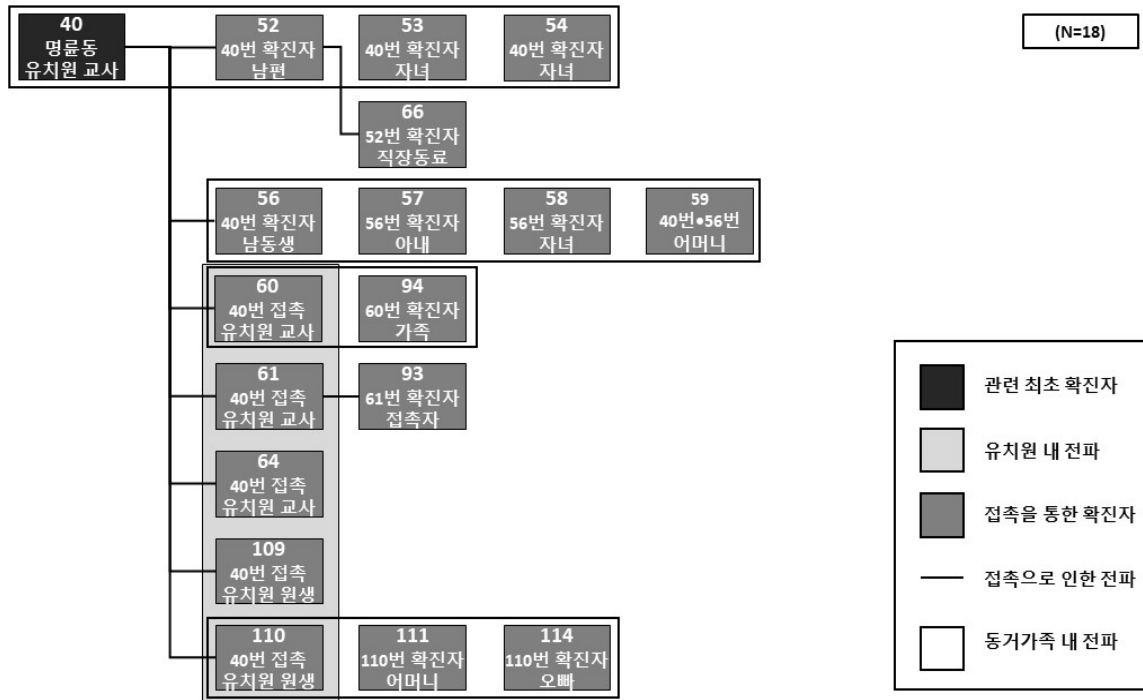 40
명륜동
유치원 교사
52
40번 확진자
남편
53
40번 확진자
자녀
54
40번 확진자
자녀
(N=18)
66
52번 확진자
직장동료
56
40번 확진자
남동생
57
56번 확진자
아내
58
56번 확진자
자녀
59
40번•56번
어머니
60
40번 접촉
유치원 교사
94
60번 확진자
가족
61
40번 접촉
유치원 교사
93
61번 확진자
접촉자
64
40번 접촉
유치원 교사
109
40번 접촉
유치원 원생
110
40번 접촉
유치원 원생
111
110번 확진자
어머니
114
110번 확진자
오빠
관련 최초 확진자
유치원 내 전파
접촉을 통한 확진자
접촉으로 인한 전파
동거가족 내 전파